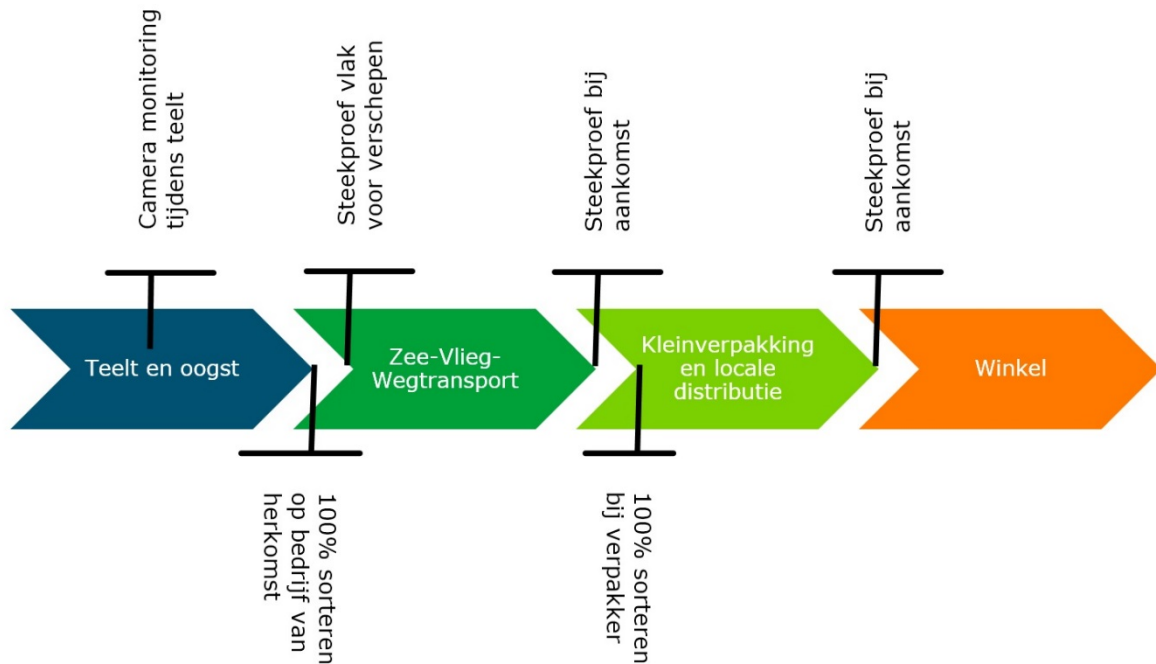 Camera monitoring
tijdens teelt
Steekproef vlak
voor verschepen
Steekproef bij
aankomst
Steekproef bij
aankomst
Teelt en oogst
Zee-Vlieg-
Wegtransport
Kleinverpakking
en locale
distributie
Winkel
100% sorteren
op bedrijf van
herkomst
100% sorteren
bij verpakker